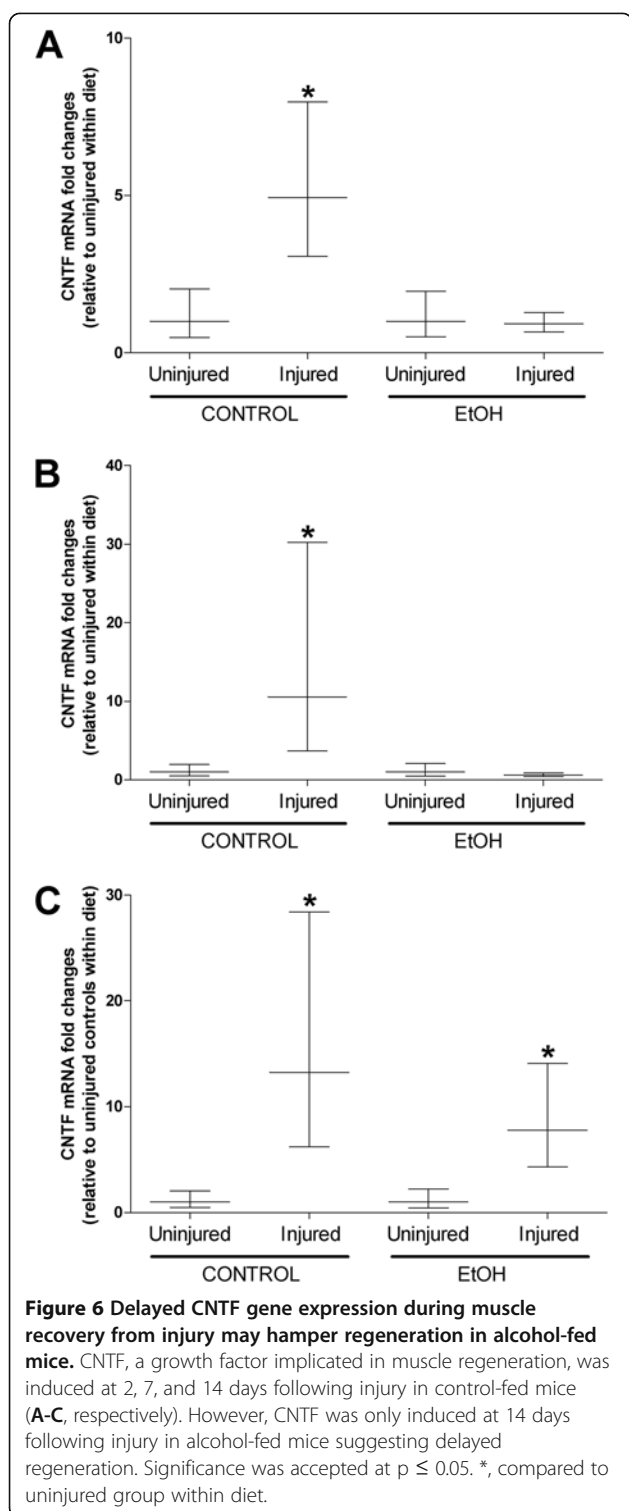 A
CNTF mRNA fold changes
(relative to uninjured within diet)
10
5
0
*
Uninjured Injured Uninjured Injured
CONTROL EtOH
B
CNTF mRNA fold changes
(relative to uninjured within diet)
40
30
20
10
0
*
Uninjured Injured Uninjured Injured
CONTROL EtOH
C
CNTF mRNA fold changes
(relative to uninjured controls within diet)
30
20
10
0
*
*
Uninjured Injured Uninjured Injured
CONTROL EtOH
Figure 6 Delayed CNTF gene expression during muscle
recovery from injury may hamper regeneration in alcohol-fed
mice. CNTF, a growth factor implicated in muscle regeneration, was
induced at 2, 7, and 14 days following injury in control-fed mice
(A-C, respectively). However, CNTF was only induced at 14 days
following injury in alcohol-fed mice suggesting delayed
regeneration. Significance was accepted at p ≤ 0.05. *, compared to
uninjured group within diet.